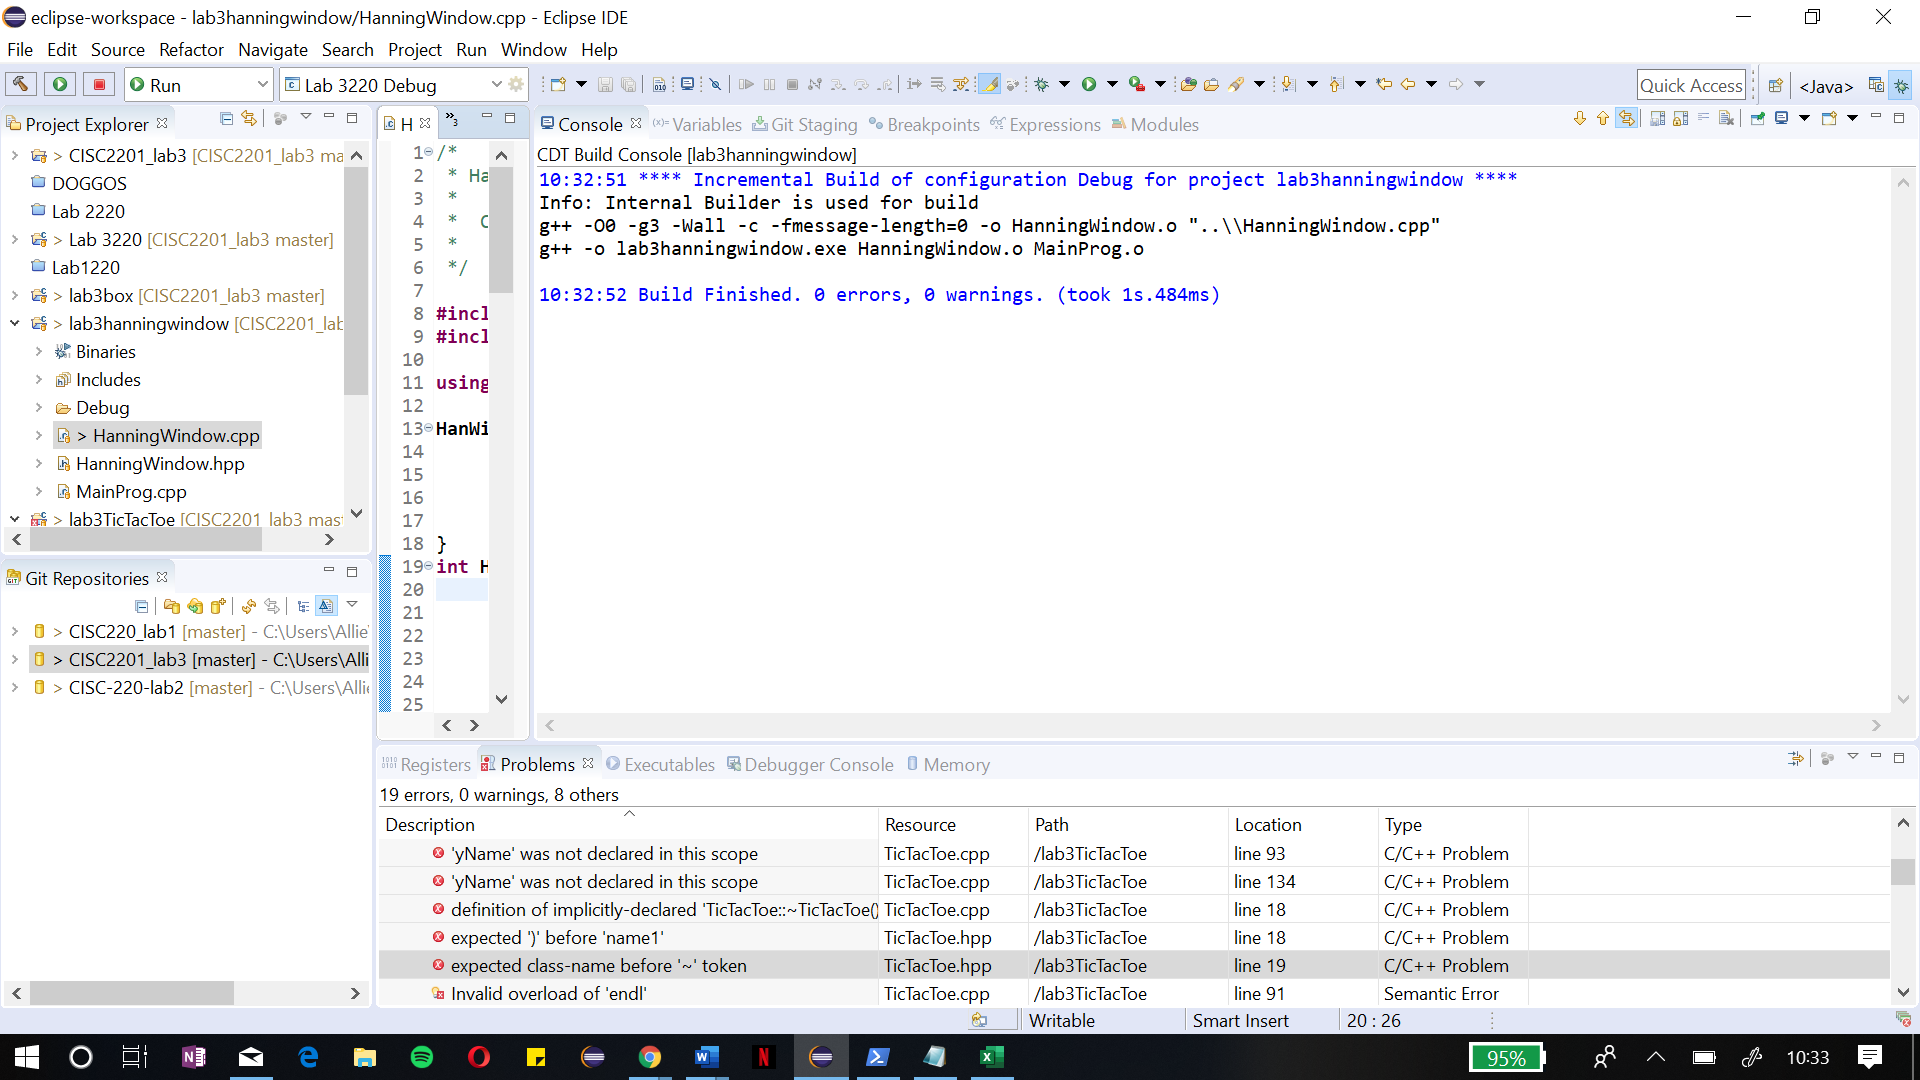 eclipse-workspace - lab3hanningwindow/HanningWindow.cpp - Eclipse IDE
File Edit Source Refactor Navigate Search Project Run Window Help
Run
Lab 3220 Debug
Quick Access
<Java>
Project Explorer
> CISC2201_lab3 [CISC2201_lab3 ma
DOGGOS
Lab 2220
> Lab 3220 [CISC2201_lab3 master]
Lab1220
> lab3box [CISC2201_lab3 master]
> lab3hanningwindow [CISC2201_lab
Binaries
Includes
Debug
> HanningWindow.cpp
HanningWindow.hpp
MainProg.cpp
> lab3TicTacToe [CISC2201_lab3 mast
Git Repositories
> CISC220_lab1 [master] - C:\Users\Allie
> CISC2201_lab3 [master] - C:\Users\Alli
> CISC-220-lab2 [master] - C:\Users\Allie
H
»3
1 /*
2 * Ha
3 *
4 * C
5 *
6 */
7
8 #incl
9 #incl
10
11 using
12
13 HanWi
14
15
16
17
18 }
19 int H
20
21
22
23
24
25
Console Variables Git Staging Breakpoints Expressions Modules
CDT Build Console [lab3hanningwindow]
10:32:51 **** Incremental Build of configuration Debug for project lab3hanningwindow ****
Info: Internal Builder is used for build
g++ -O0 -g3 -Wall -c -fmessage-length=0 -o HanningWindow.o "..\\HanningWindow.cpp"
g++ -o lab3hanningwindow.exe HanningWindow.o MainProg.o
10:32:52 Build Finished. 0 errors, 0 warnings. (took 1s.484ms)
Registers Problems Executables Debugger Console Memory
19 errors, 0 warnings, 8 others
Description Resource Path Location Type
'yName' was not declared in this scope TicTacToe.cpp /lab3TicTacToe line 93 C/C++ Problem
'yName' was not declared in this scope TicTacToe.cpp /lab3TicTacToe line 134 C/C++ Problem
definition of implicitly-declared 'TicTacToe::~TicTacToe() TicTacToe.cpp /lab3TicTacToe line 18 C/C++ Problem
expected ')' before 'name1' TicTacToe.hpp /lab3TicTacToe line 18 C/C++ Problem
expected class-name before '~' token TicTacToe.hpp /lab3TicTacToe line 19 C/C++ Problem
Invalid overload of 'endl' TicTacToe.cpp /lab3TicTacToe line 91 Semantic Error
Writable Smart Insert 20 : 26
95%
10:33